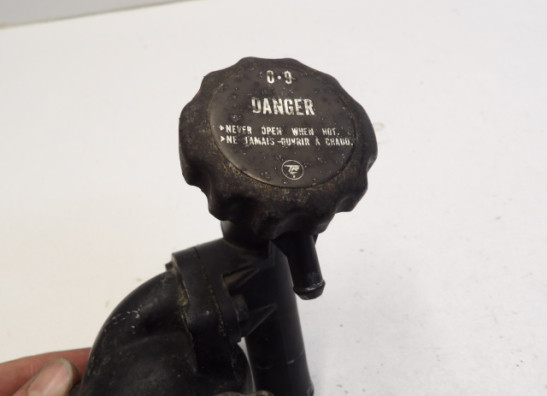 0·9
DANGER
▸NEVER OPEN WHEN HOT.
▸NE JAMAIS OUVRIR À CHAUD.